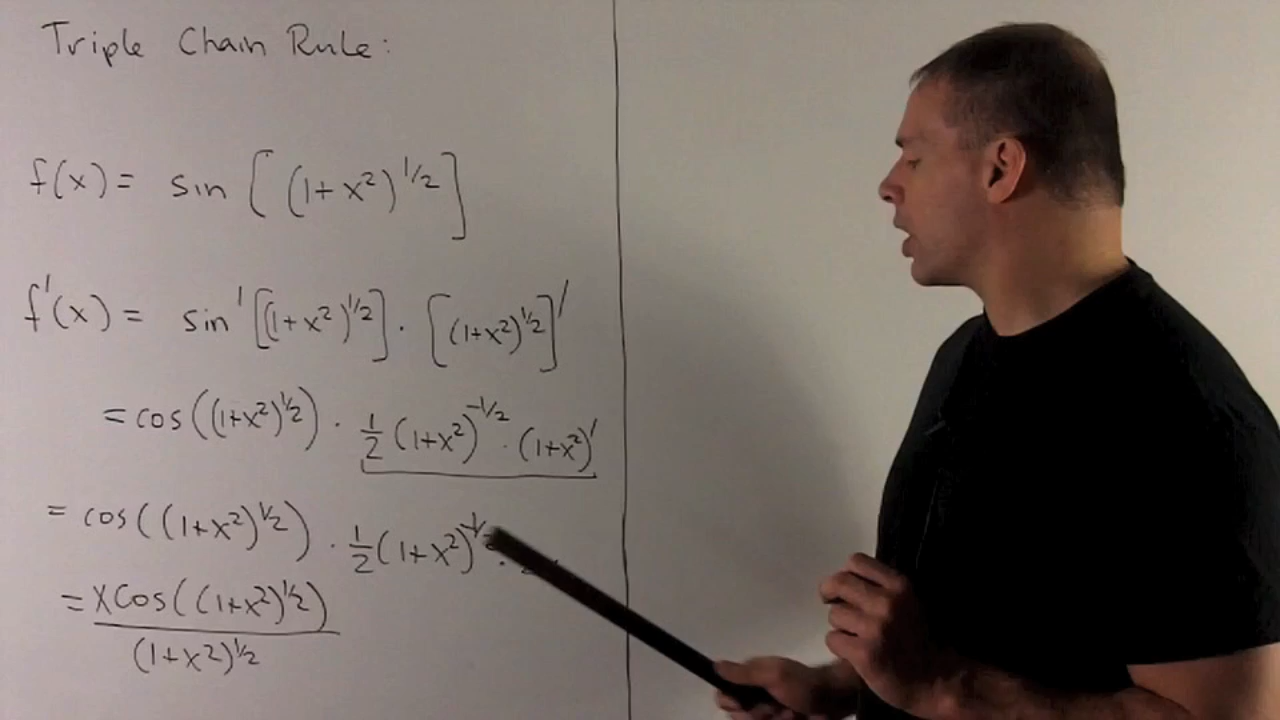 Triple Chain Rule:
f(x) = sin [ (1+x²)^1/2 ]
f'(x) = sin' [(1+x²)^1/2] · [(1+x²)^1/2]'
= cos((1+x²)^1/2) · 1/2 (1+x²)^-1/2 · (1+x²)'
= cos((1+x²)^1/2) · 1/2 (1+x²)
= xcos((1+x²)^1/2)
(1+x²)^1/2